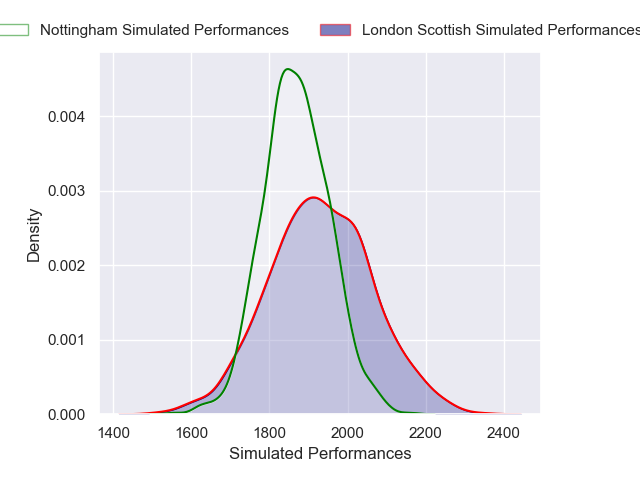 Nottingham Simulated Performances
London Scottish Simulated Performances
Density
0.004
0.003
0.002
0.001
0.000
1400 1600 1800 2000 2200 2400
Simulated Performances